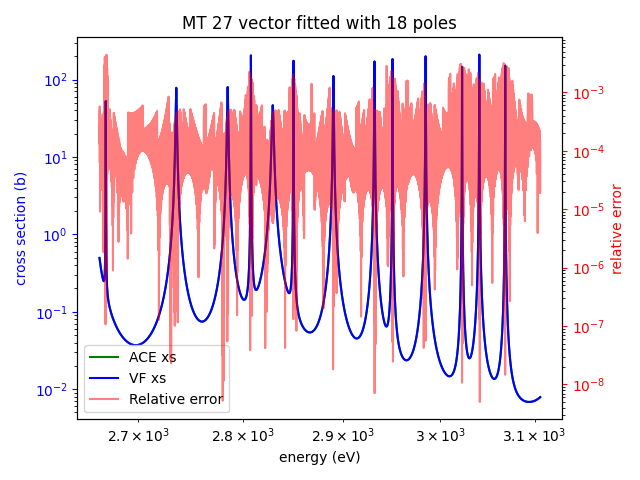 MT 27 vector fitted with 18 poles
10²
10¹
10⁰
10⁻¹
10⁻²
cross section (b)
10⁻³
10⁻⁴
10⁻⁵
10⁻⁶
10⁻⁷
10⁻⁸
relative error
ACE xs
VF xs
Relative error
2.7 × 10³ 2.8 × 10³ 2.9 × 10³ 3 × 10³ 3.1 × 10³
energy (eV)